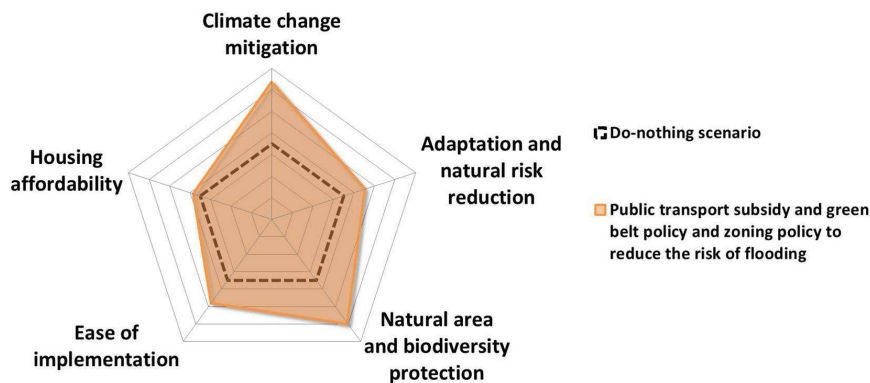 Climate change
mitigation
Adaptation and
natural risk
reduction
Natural area
and biodiversity
protection
Ease of
implementation
Housing
affordability
Do-nothing scenario
Public transport subsidy and green
belt policy and zoning policy to
reduce the risk of flooding